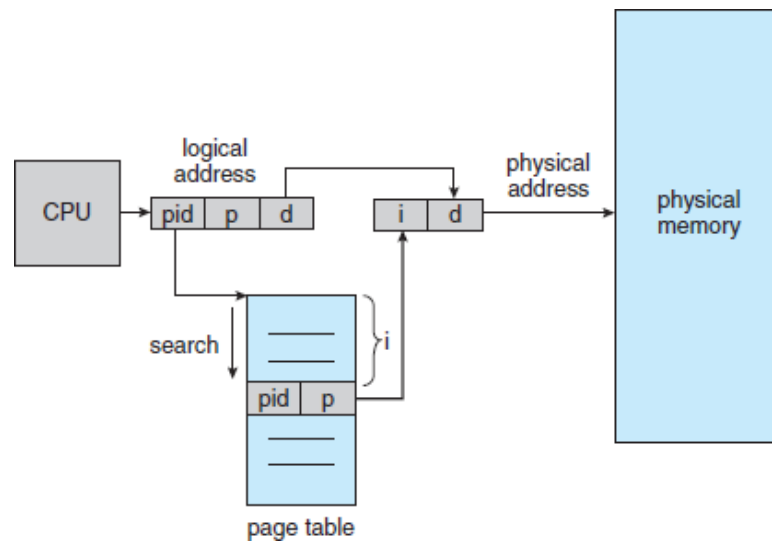 logical
address
physical
address
CPU
pid p d
i d
physical
memory
search
i
pid p
page table